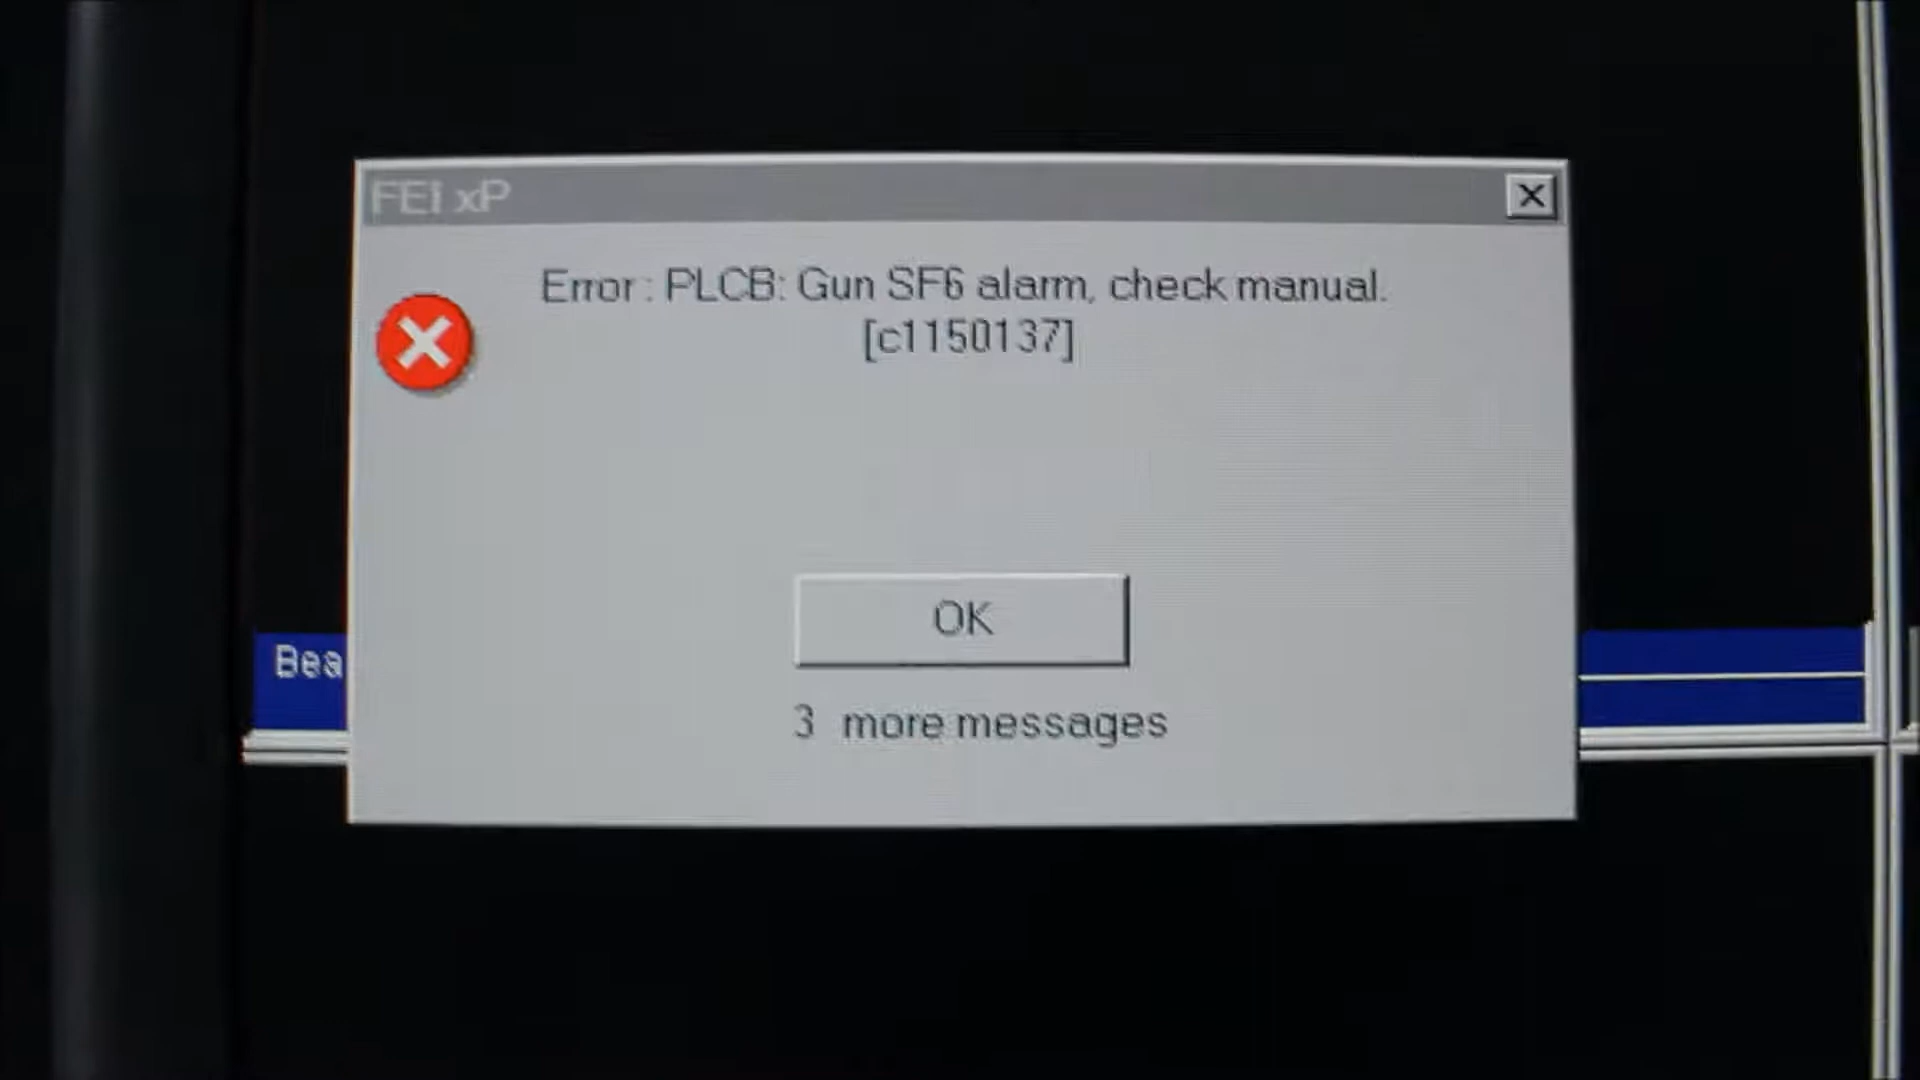 FEI xP
Error : PLCB: Gun SF6 alarm, check manual.
[c1150137]
OK
Bea
3 more messages